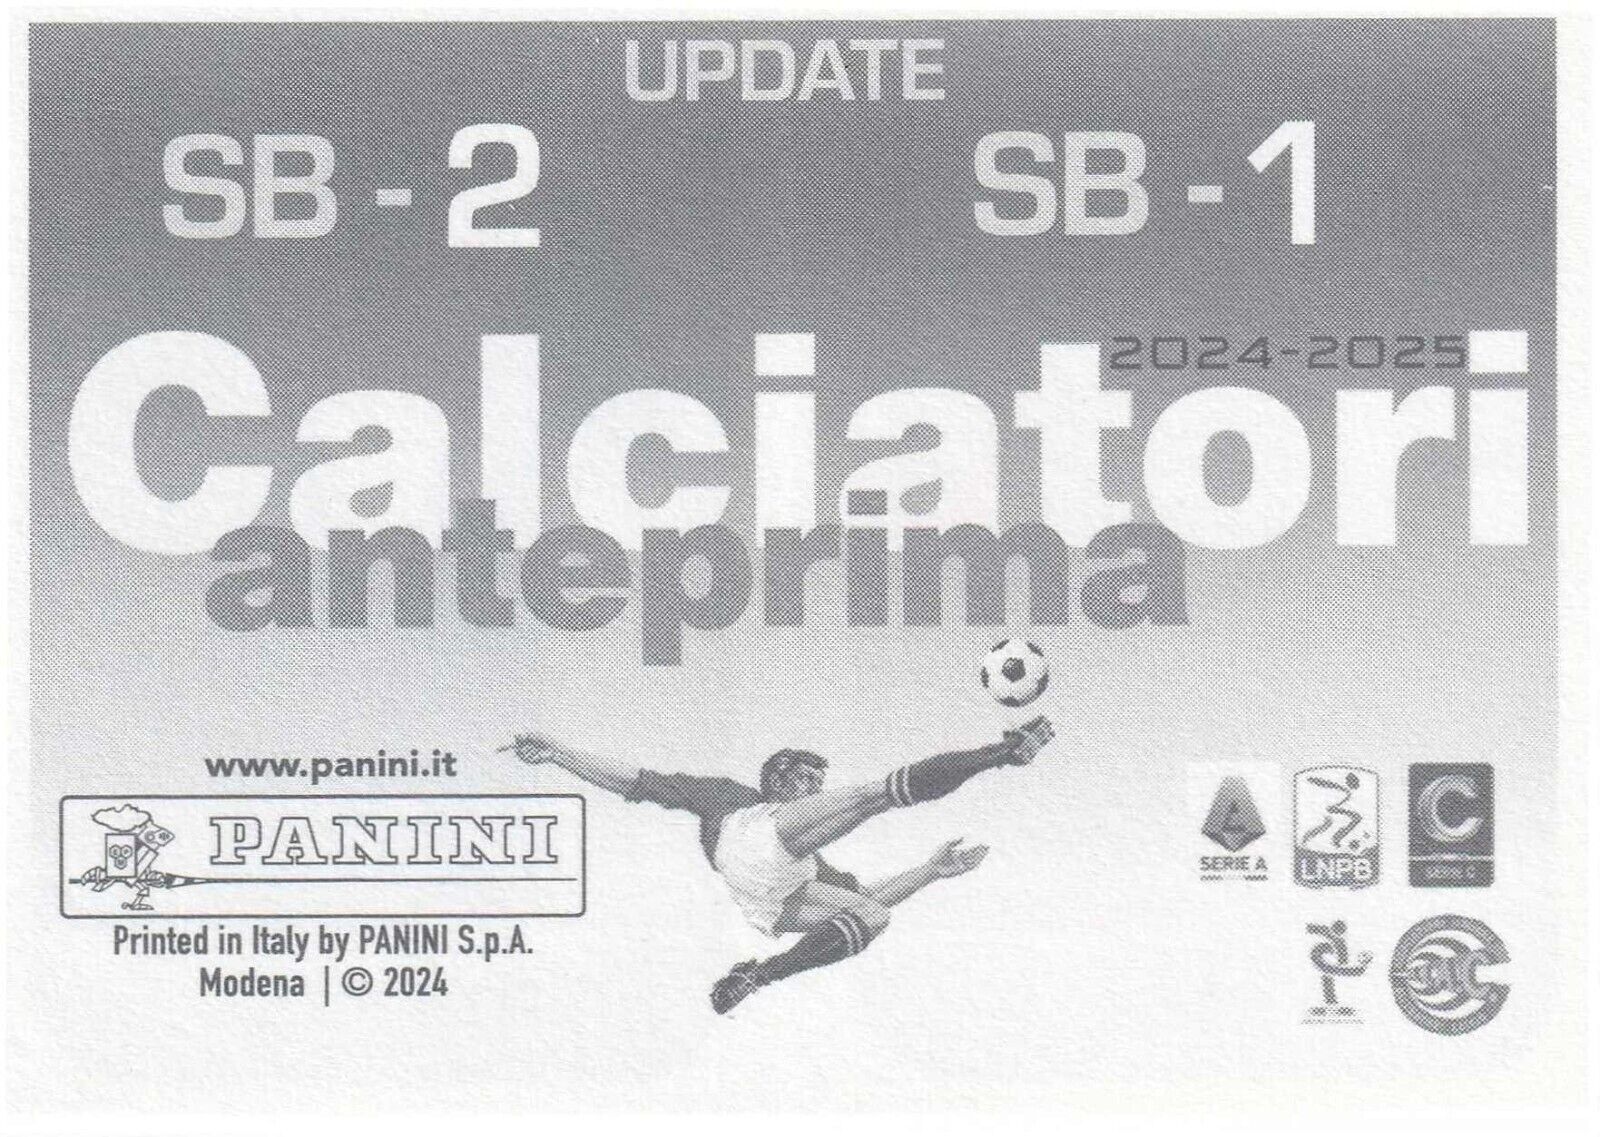 UPDATE
SB - 2
SB - 1
Calciatori
2024-2025
anteprima
www.panini.it
PANINI
Printed in Italy by PANINI S.p.A.
Modena | © 2024
SERIE A
LNPB
C
SERIE C